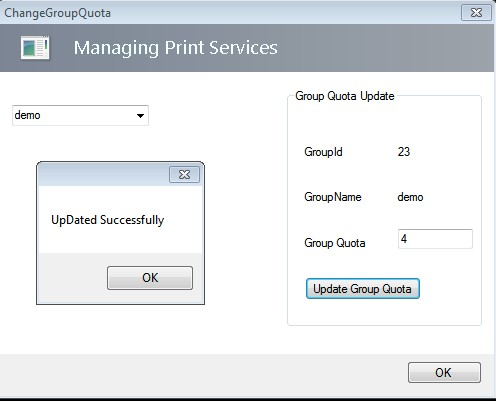 ChangeGroupQuota
Managing Print Services
demo
UpDated Successfully
OK
Group Quota Update
GroupId 23
GroupName demo
Group Quota 4
Update Group Quota
OK